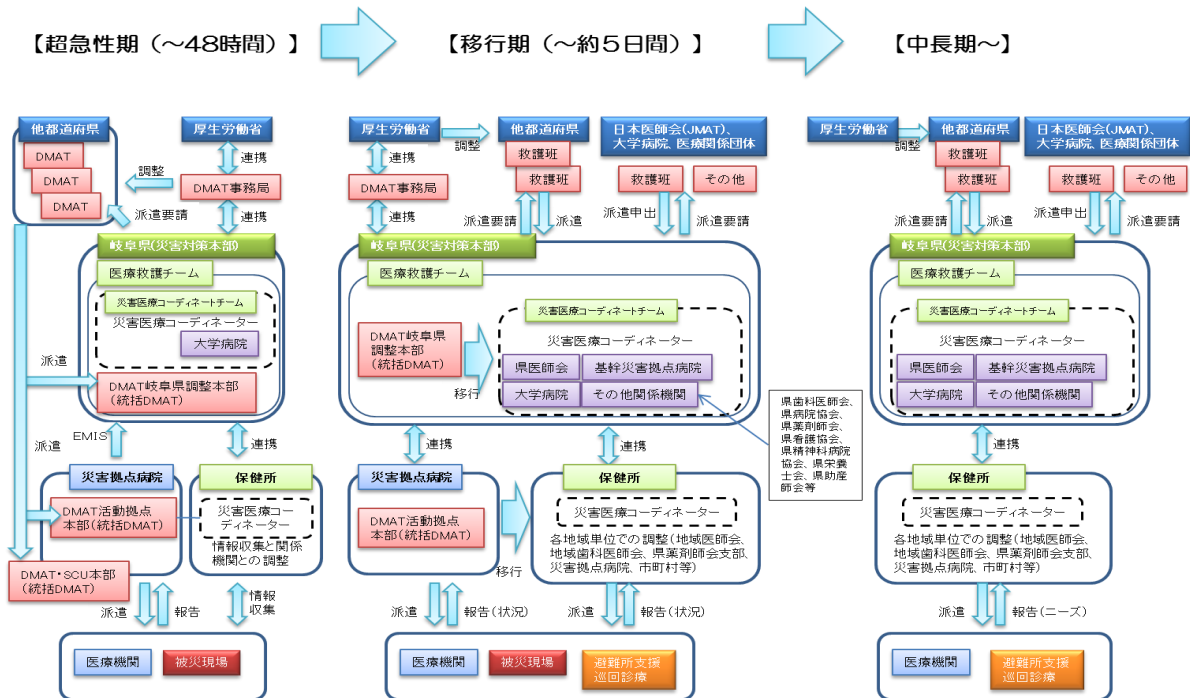 【超急性期（～48時間）】
【移行期（～約5日間）】
【中長期～】
他都道府県
DMAT
DMAT
DMAT
調整
厚生労働省
連携
DMAT事務局
派遣要請
連携
岐阜県(災害対策本部)
医療救護チーム
災害医療コーディネートチーム
災害医療コーディネーター
大学病院
派遣
DMAT岐阜県調整本部
(統括DMAT)
派遣
EMIS
連携
災害拠点病院
DMAT活動拠点
本部(統括DMAT)
保健所
災害医療コー
ディネーター
情報収集と関係
機関との調整
DMAT・SCU本部
(統括DMAT)
派遣
報告
情報
収集
医療機関
被災現場
厚生労働省
調整
連携
DMAT事務局
連携
他都道府県
救護班
救護班
派遣要請
派遣
日本医師会(JMAT)、
大学病院、医療関係団体
救護班
その他
派遣申出
派遣要請
岐阜県(災害対策本部)
医療救護チーム
DMAT岐阜県
調整本部
(統括DMAT)
移行
災害医療コーディネートチーム
災害医療コーディネーター
県医師会
基幹災害拠点病院
大学病院
その他関係機関
県歯科医師会、
県病院協会、
県薬剤師会、
県看護協会、
県精神科病院
協会、県栄養
士会、県助産
師会等
連携
連携
災害拠点病院
DMAT活動拠点
本部(統括DMAT)
移行
保健所
災害医療コーディネーター
各地域単位での調整(地域医師会、
地域歯科医師会、県薬剤師会支部、
災害拠点病院、市町村等)
派遣
報告(状況)
派遣
報告(状況)
医療機関
被災現場
避難所支援
巡回診療
厚生労働省
調整
他都道府県
救護班
救護班
派遣要請
派遣
日本医師会(JMAT)、
大学病院、医療関係団体
救護班
その他
派遣申出
派遣要請
岐阜県(災害対策本部)
医療救護チーム
災害医療コーディネートチーム
災害医療コーディネーター
県医師会
基幹災害拠点病院
大学病院
その他関係機関
連携
保健所
災害医療コーディネーター
各地域単位での調整(地域医師会、
地域歯科医師会、県薬剤師会支部、
災害拠点病院、市町村等)
派遣
報告(ニーズ)
医療機関
避難所支援
巡回診療